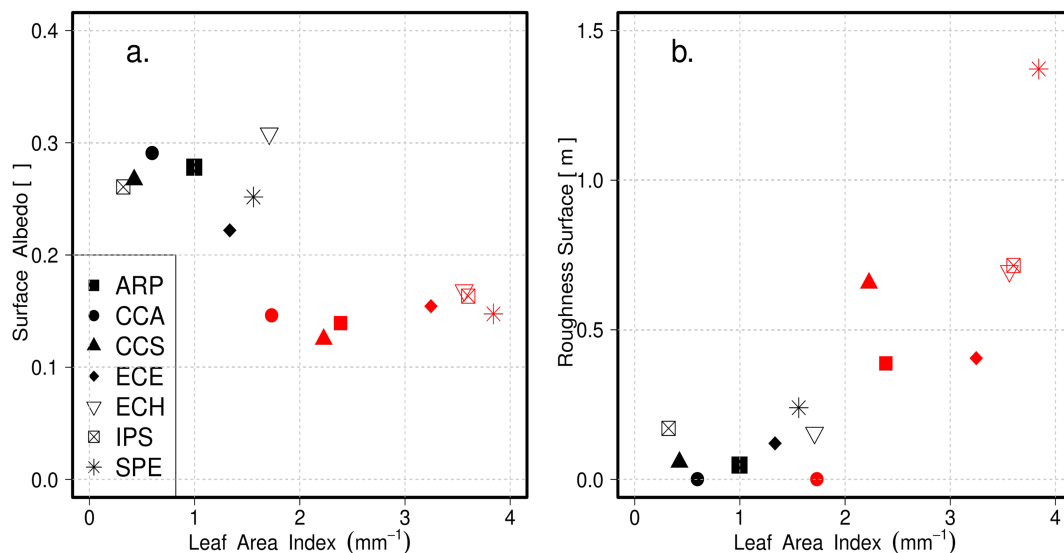 a.
0.4
0.3
0.2
0.1
0.0
Surface Albedo [ ]
ARP
CCA
CCS
ECE
ECH
IPS
SPE
0 1 2 3 4
Leaf Area Index (mm⁻¹)
b.
1.5
1.0
0.5
0.0
Roughness Surface [ m ]
0 1 2 3 4
Leaf Area Index (mm⁻¹)